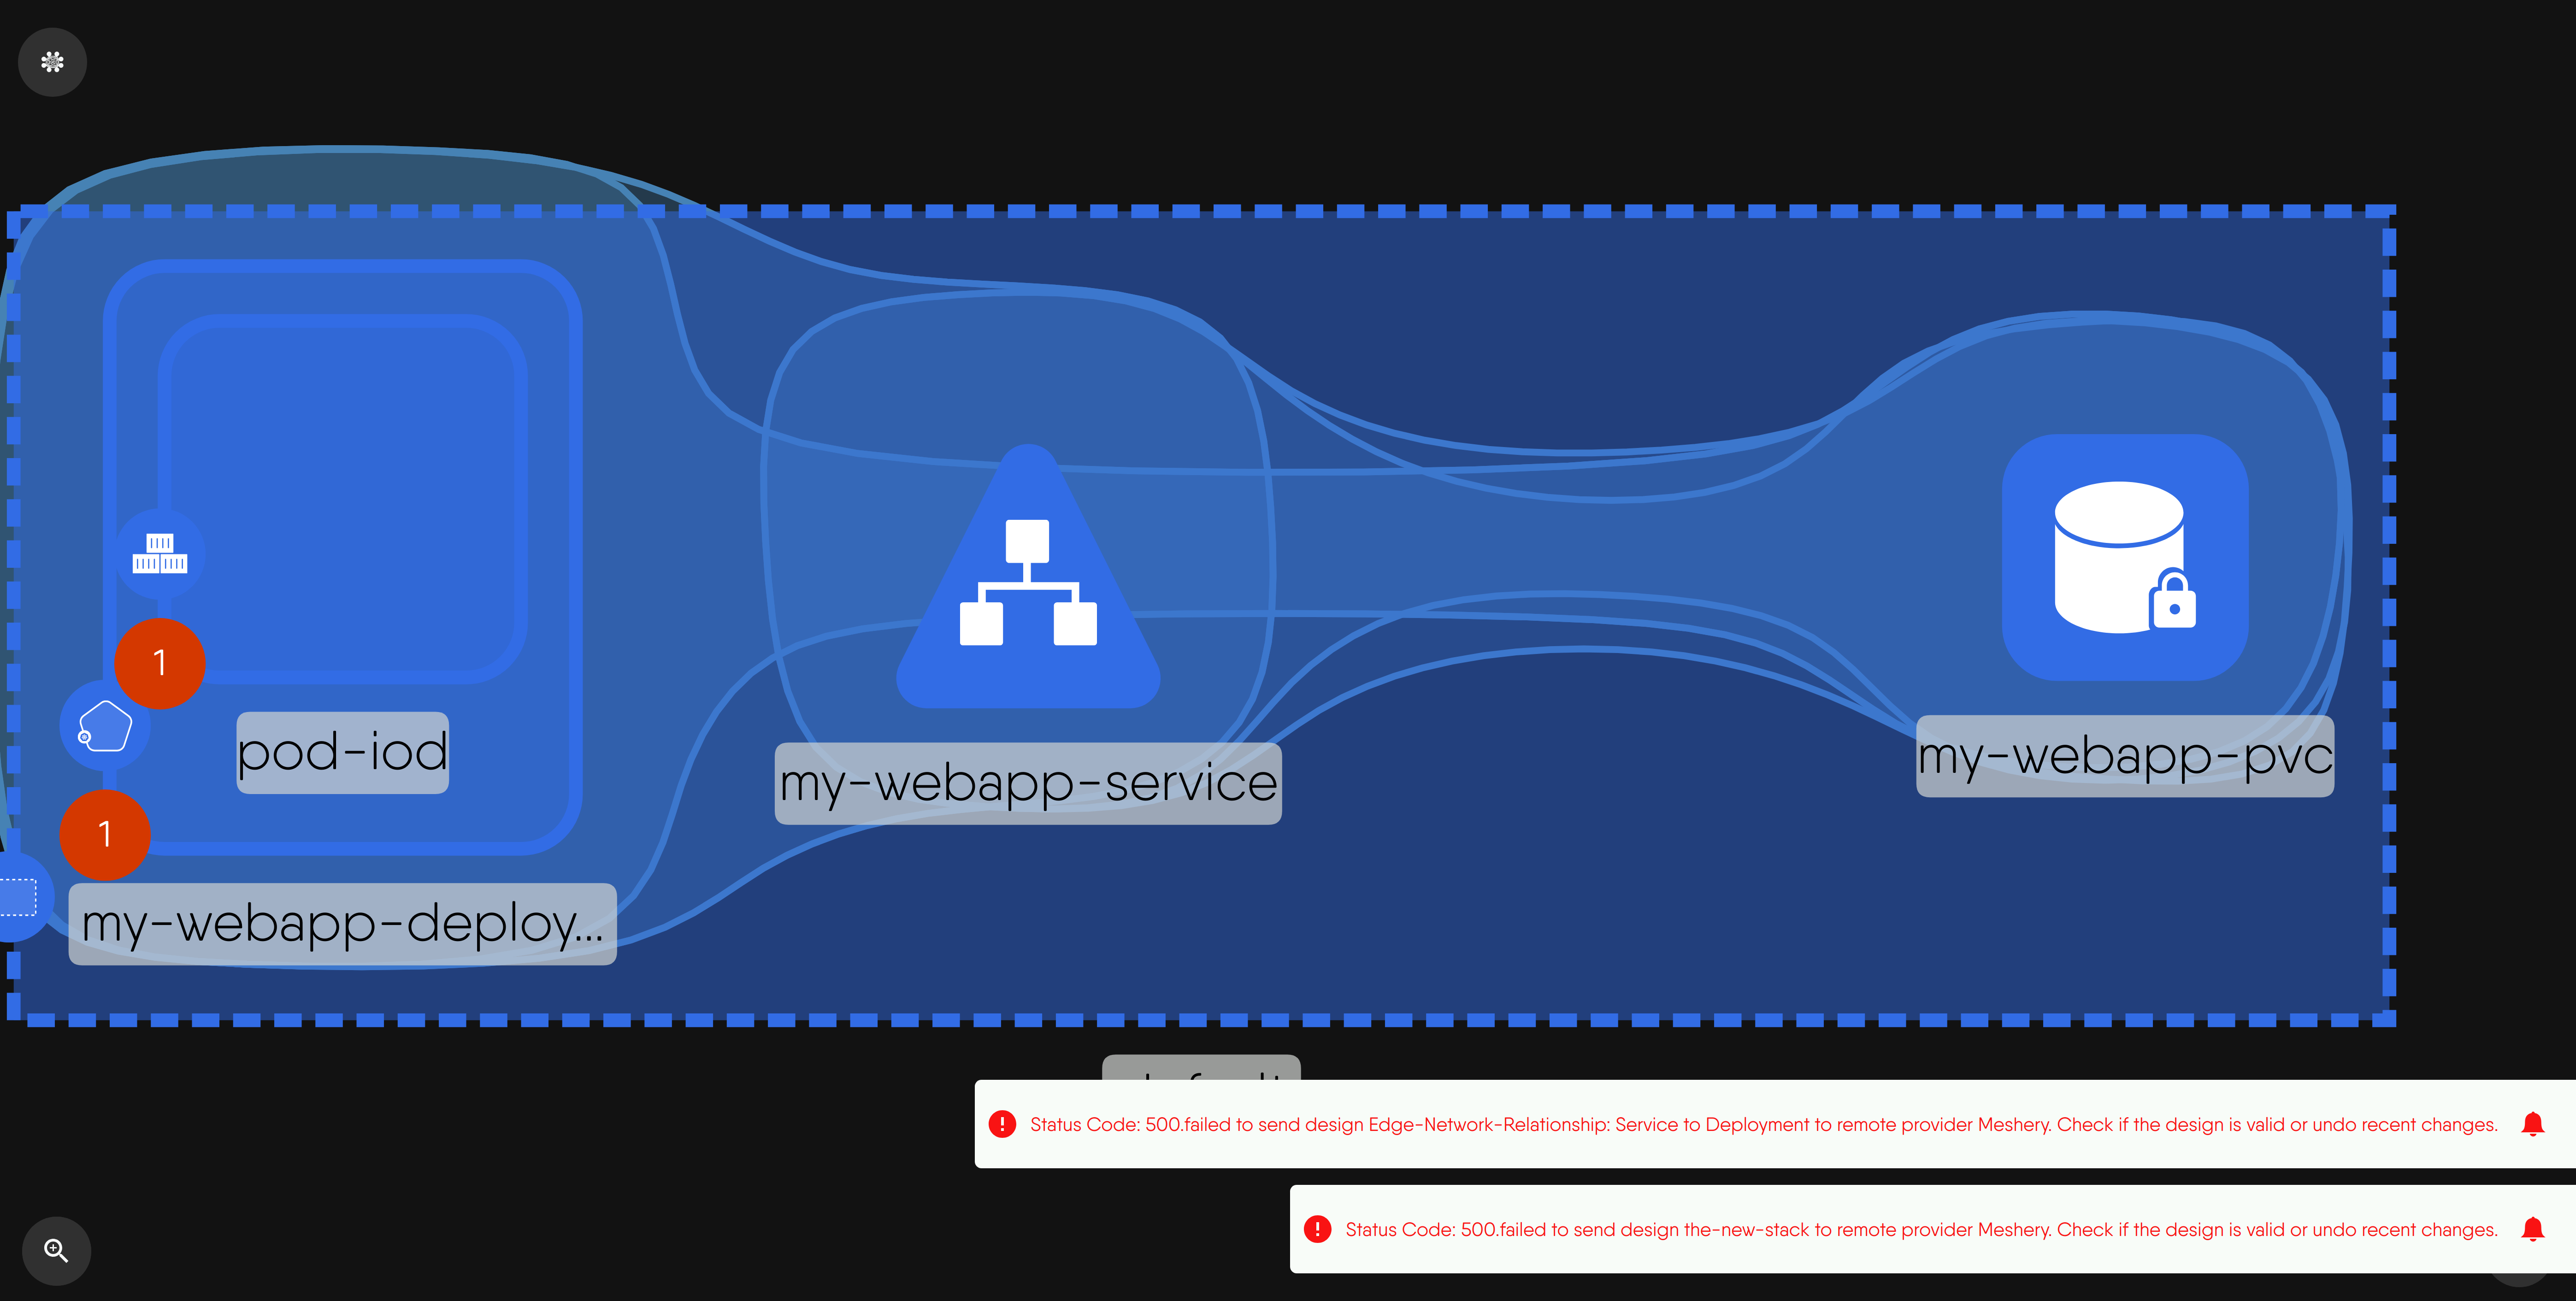 1
pod-iod
my-webapp-service
my-webapp-pvc
1
my-webapp-deploy...
Status Code: 500.failed to send design Edge-Network-Relationship: Service to Deployment to remote provider Meshery. Check if the design is valid or undo recent changes.
Status Code: 500.failed to send design the-new-stack to remote provider Meshery. Check if the design is valid or undo recent changes.